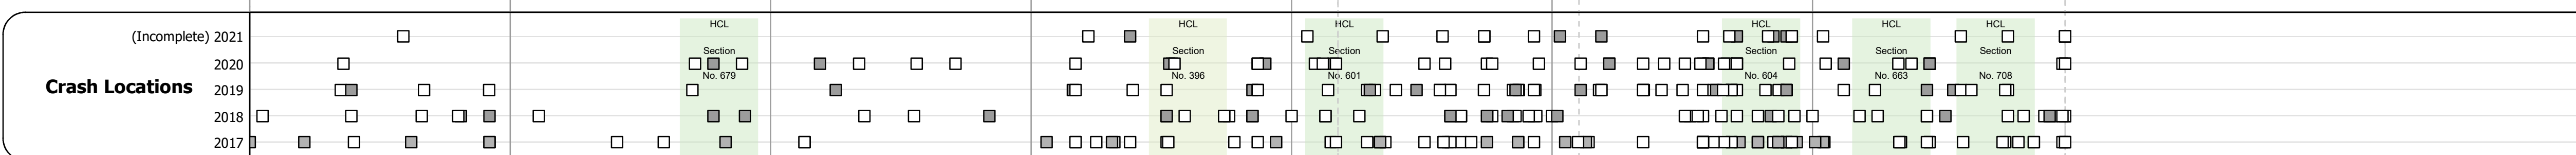 HCL HCL HCL HCL HCL HCL
(Incomplete) 2021
Section Section Section Section Section Section
2020
No. 679 No. 396 No. 601 No. 604 No. 663 No. 708
Crash Locations
2019
2018
2017